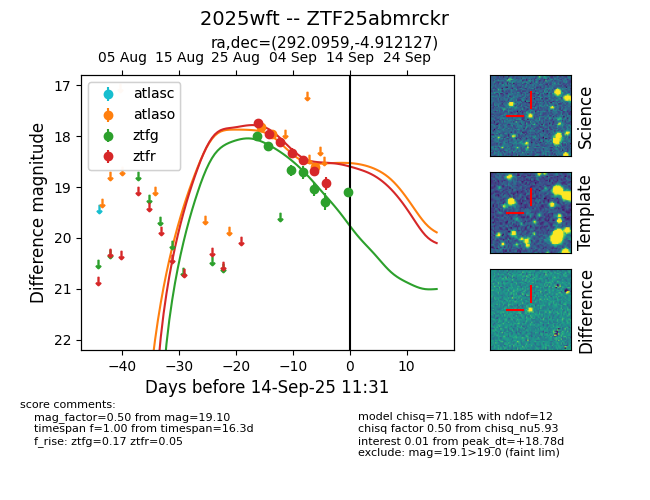 2025wft -- ZTF25abmrckr
ra,dec=(292.0959,-4.912127)
05 Aug 15 Aug 25 Aug 04 Sep 14 Sep 24 Sep
atlasc
atlaso
ztfg
ztfr
17
18
19
20
21
22
Difference magnitude
−40 −30 −20 −10 0 10
Days before 14-Sep-25 11:31
Science
Template
Difference
score comments:
mag_factor=0.50 from mag=19.10
timespan f=1.00 from timespan=16.3d
f_rise: ztfg=0.17 ztfr=0.05
model chisq=71.185 with ndof=12
chisq factor 0.50 from chisq_nu5.93
interest 0.01 from peak_dt=+18.78d
exclude: mag=19.1>19.0 (faint lim)